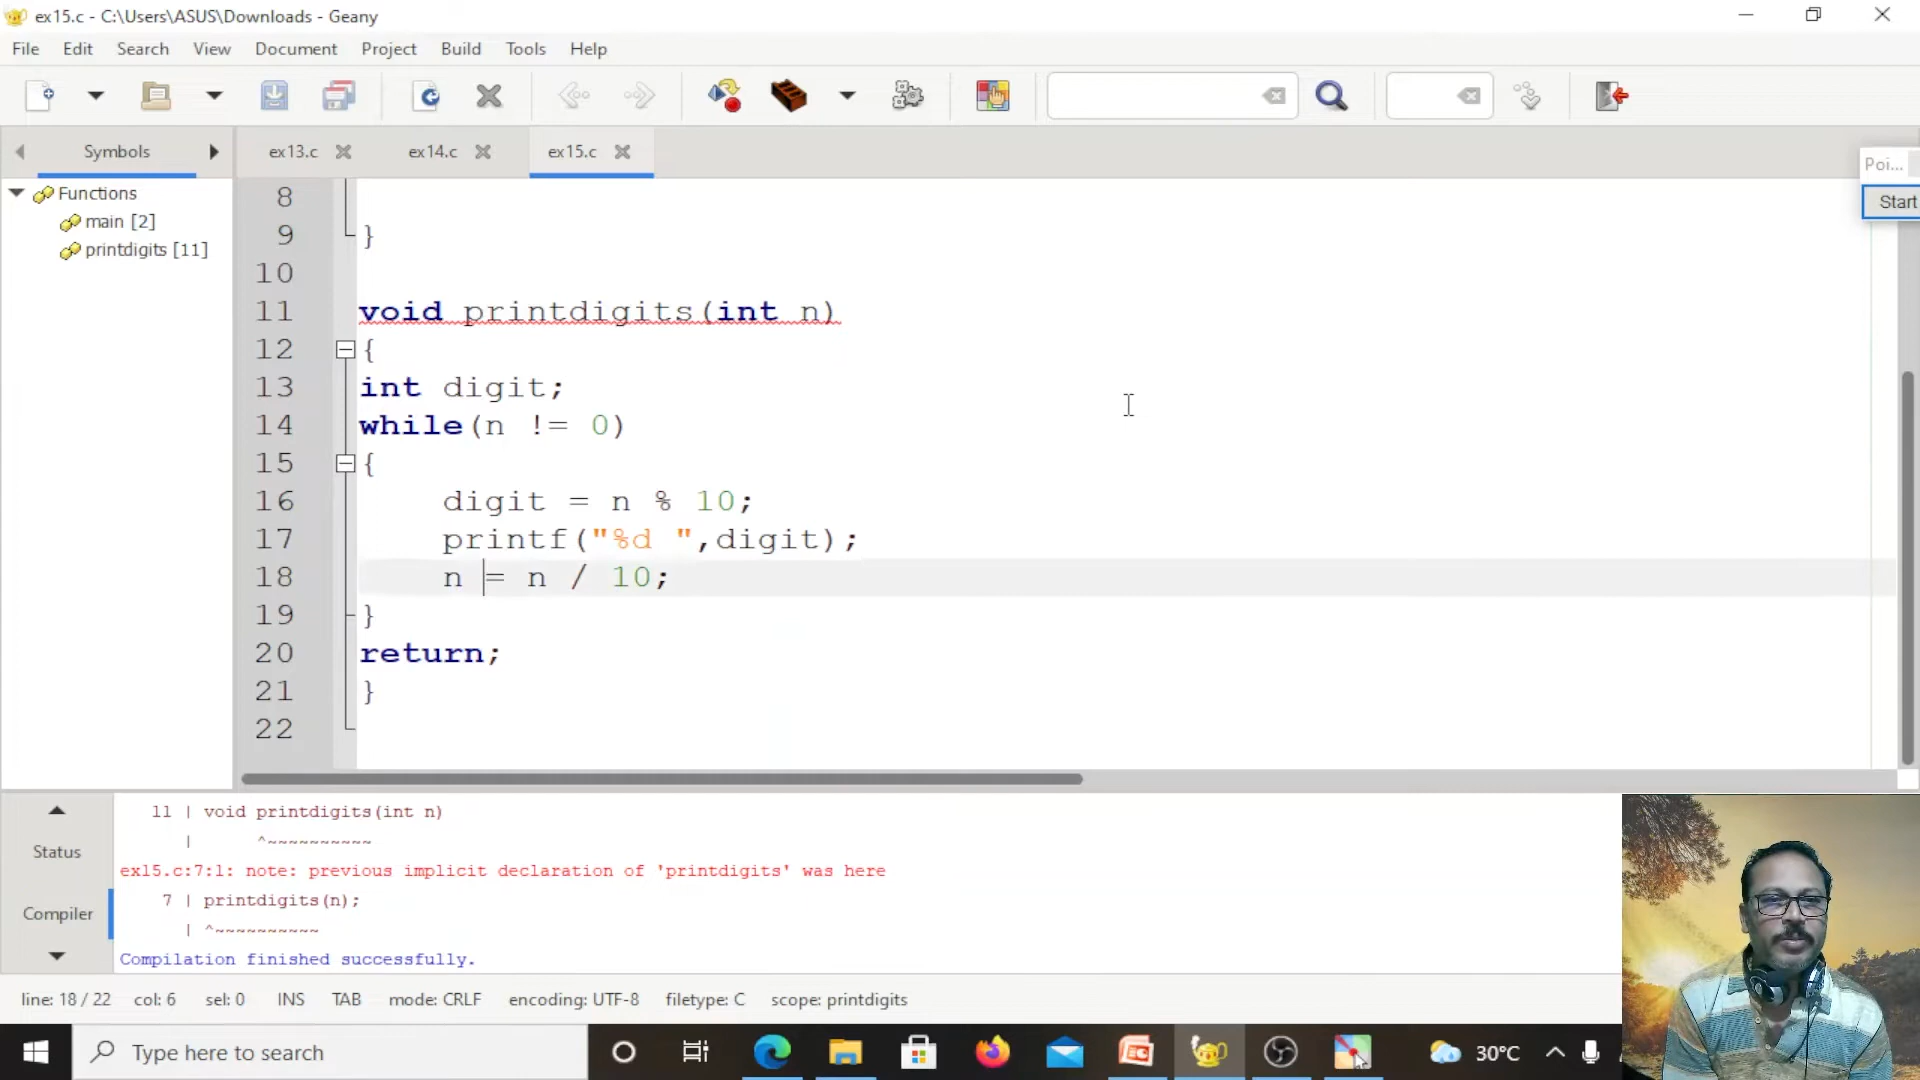 ex15.c - C:\Users\ASUS\Downloads - Geany
File Edit Search View Document Project Build Tools Help
Symbols ex13.c ex14.c ex15.c
Poi...
Start
Functions
main [2]
printdigits [11]
8
9 }
10
11 void printdigits(int n)
12 {
13 int digit;
14 while(n != 0)
15 {
16 digit = n % 10;
17 printf("%d ",digit);
18 n = n / 10;
19 }
20 return;
21 }
22
Status
Compiler
11 | void printdigits(int n)
| ^~~~~~~~~~~
ex15.c:7:1: note: previous implicit declaration of 'printdigits' was here
7 | printdigits(n);
| ^~~~~~~~~~~
Compilation finished successfully.
line: 18 / 22 col: 6 sel: 0 INS TAB mode: CRLF encoding: UTF-8 filetype: C scope: printdigits
Type here to search
30°C